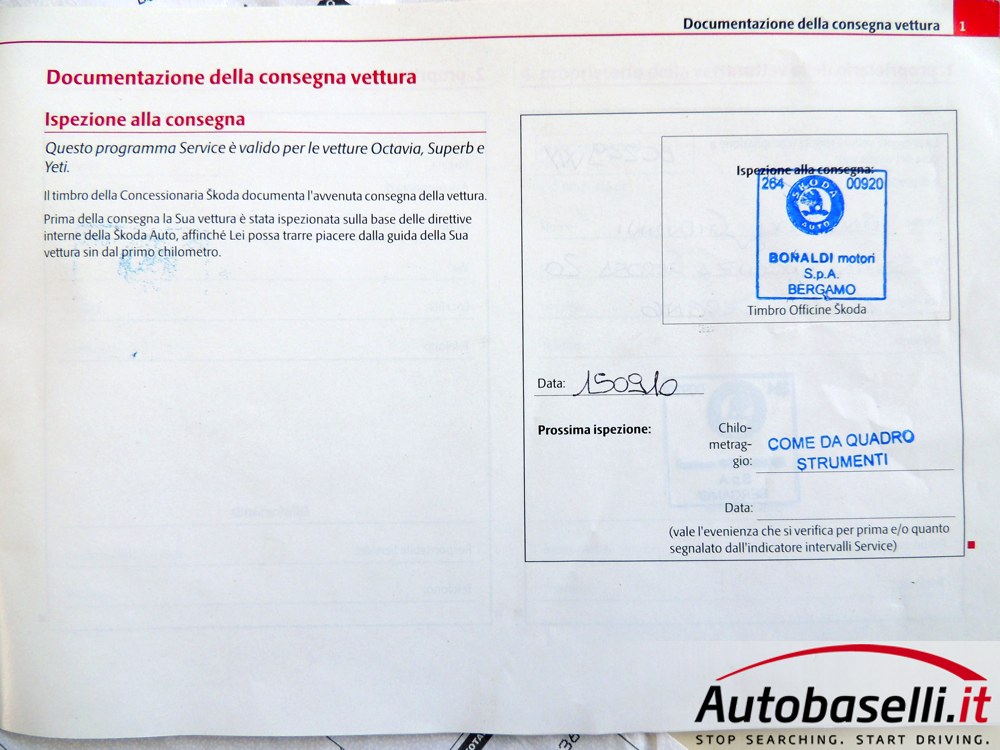 Documentazione della consegna vettura 1
Documentazione della consegna vettura
Ispezione alla consegna
Questo programma Service è valido per le vetture Octavia, Superb e
Yeti.
Il timbro della Concessionaria Škoda documenta l'avvenuta consegna della vettura.
Prima della consegna la Sua vettura è stata ispezionata sulla base delle direttive
interne della Škoda Auto, affinché Lei possa trarre piacere dalla guida della Sua
vettura sin dal primo chilometro.
Ispezione alla consegna:
264 00920
ŠKODA
AUTO
BONALDI motori
S.p.A.
BERGAMO
Timbro Officine Škoda
Data: 150910
Prossima ispezione:
Chilo-
metrag-
gio:
COME DA QUADRO
STRUMENTI
Data:
(vale l'evenienza che si verifica per prima e/o quanto
segnalato dall'indicatore intervalli Service)
Autobaselli.it
STOP SEARCHING. START DRIVING.